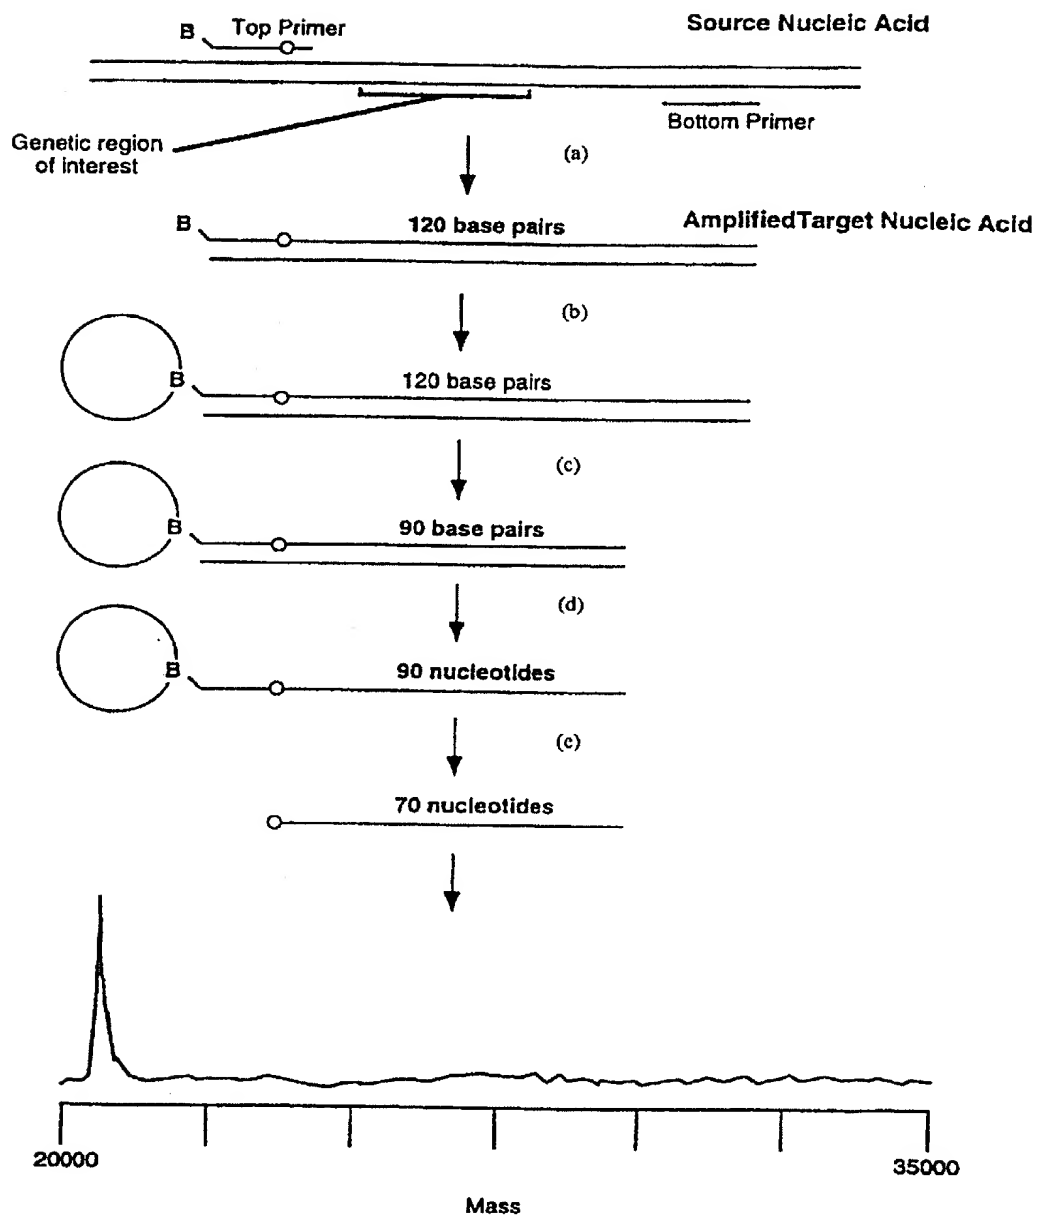 Source Nucleic Acid
B
Top Primer
Bottom Primer
Genetic region
of interest
(a)
B
120 base pairs
AmplifiedTarget Nucleic Acid
(b)
B
120 base pairs
(c)
B
90 base pairs
(d)
B
90 nucleotides
(e)
70 nucleotides
20000
35000
Mass